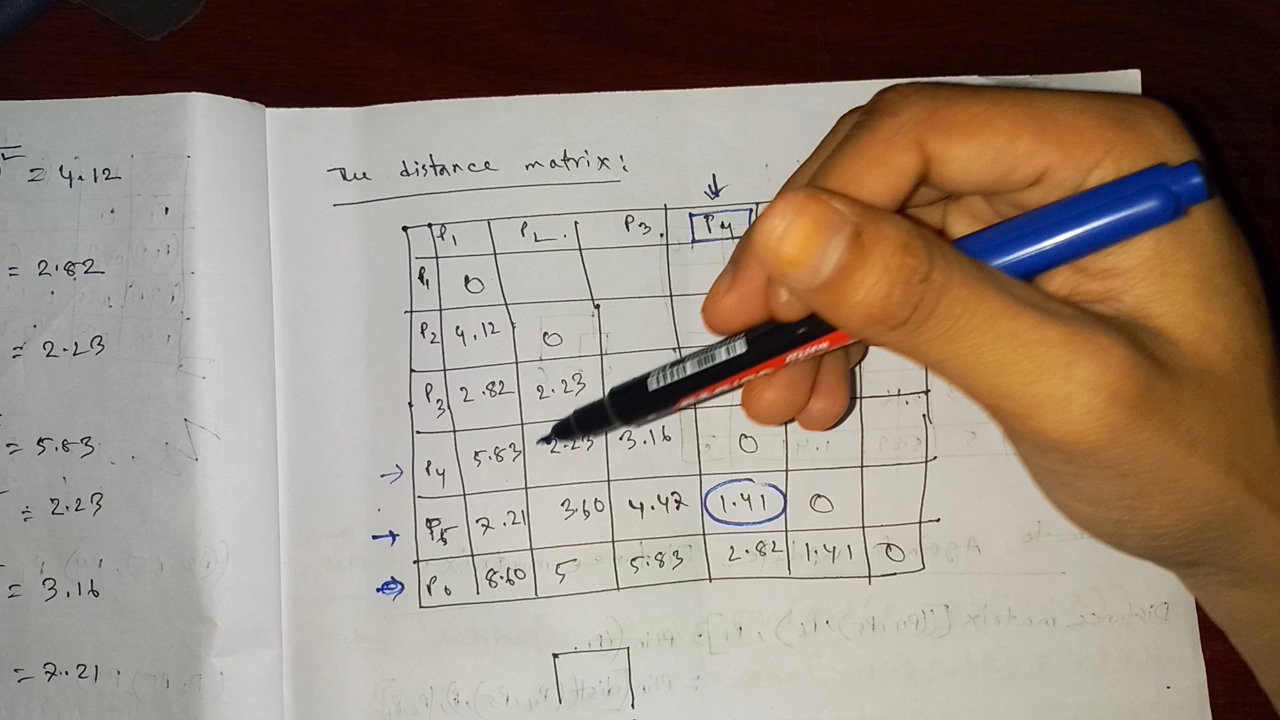 = 4.12
= 2.82
= 2.23
= 5.83
= 2.23
= 3.16
= 7.21
The distance matrix:
P1 P2 P3 P4
P1 0
P2 4.12 0
P3 2.82 2.23
P4 5.83 2.23 3.16 0
P5 7.21 3.60 4.47 1.41 0
P6 8.60 5 5.83 2.82 1.41 0